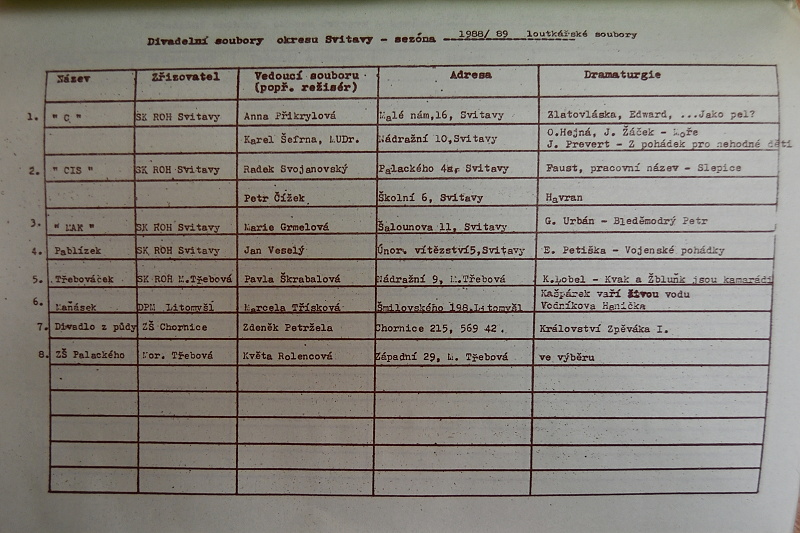 Divadelní soubory okresu Svitavy - sezóna 1988/ 89 loutkářské soubory
Název Zřizovatel Vedoucí souboru (popř. režisér) Adresa Dramaturgie
1. " C " SK ROH Svitavy Anna Přikrylová Malé nám,16, Svitavy Zlatovláska, Edward, ...Jako pel?
Karel Šefrna, MUDr. Nádražní 10,Svitavy O.Hejná, J. Žáček - Moře
J. Prevert - Z pohádek pro nehodné děti
2. " CIS " SK ROH Svitavy Radek Svojanovský Palackého 4a, Svitavy Faust, pracovní název - Slepice
Petr Čížek Školní 6, Svitavy Havran
3. " MAK " SK ROH Svitavy Marie Grmelová Šalounova 11, Svitavy G. Urbán - Bleděmodrý Petr
4. Pablízek SK ROH Svitavy Jan Veselý Únor. vítězství5,Svitavy E. Petiška - Vojenské pohádky
5. Třebováček SK ROH M.Třebová Pavla Škrabalová Nádražní 9, M.Třebová K.Lobel - Kvak a Žbluňk jsou kamarádi
6. Maňásek DPM Litomyšl Marcela Třísková Šmilovského 198,Litomyšl Kašpárek vaří živou vodu
Vodníkova Hanička
7. Divadlo z půdy ZŠ Chornice Zdeněk Petržela Chornice 215, 569 42 . Království Zpěváka I.
8. ZŠ Palackého Mor. Třebová Květa Rolencová Západní 29, M. Třebová ve výběru